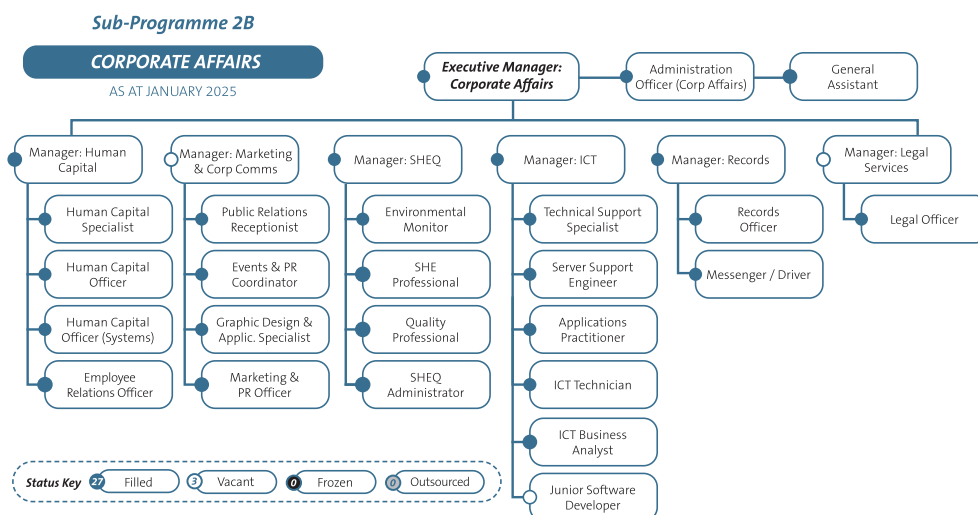 Sub-Programme 2B
CORPORATE AFFAIRS
AS AT JANUARY 2025
Executive Manager:
Corporate Affairs
Administration
Officer (Corp Affairs)
General
Assistant
Manager: Human
Capital
Human Capital
Specialist
Human Capital
Officer
Human Capital
Officer (Systems)
Employee
Relations Officer
Manager: Marketing
& Corp Comms
Public Relations
Receptionist
Events & PR
Coordinator
Graphic Design &
Applic. Specialist
Marketing &
PR Officer
Manager: SHEQ
Environmental
Monitor
SHE
Professional
Quality
Professional
SHEQ
Administrator
Manager: ICT
Technical Support
Specialist
Server Support
Engineer
Applications
Practitioner
ICT Technician
ICT Business
Analyst
Junior Software
Developer
Manager: Records
Records
Officer
Messenger / Driver
Manager: Legal
Services
Legal Officer
Status Key
27 Filled
3 Vacant
0 Frozen
0 Outsourced